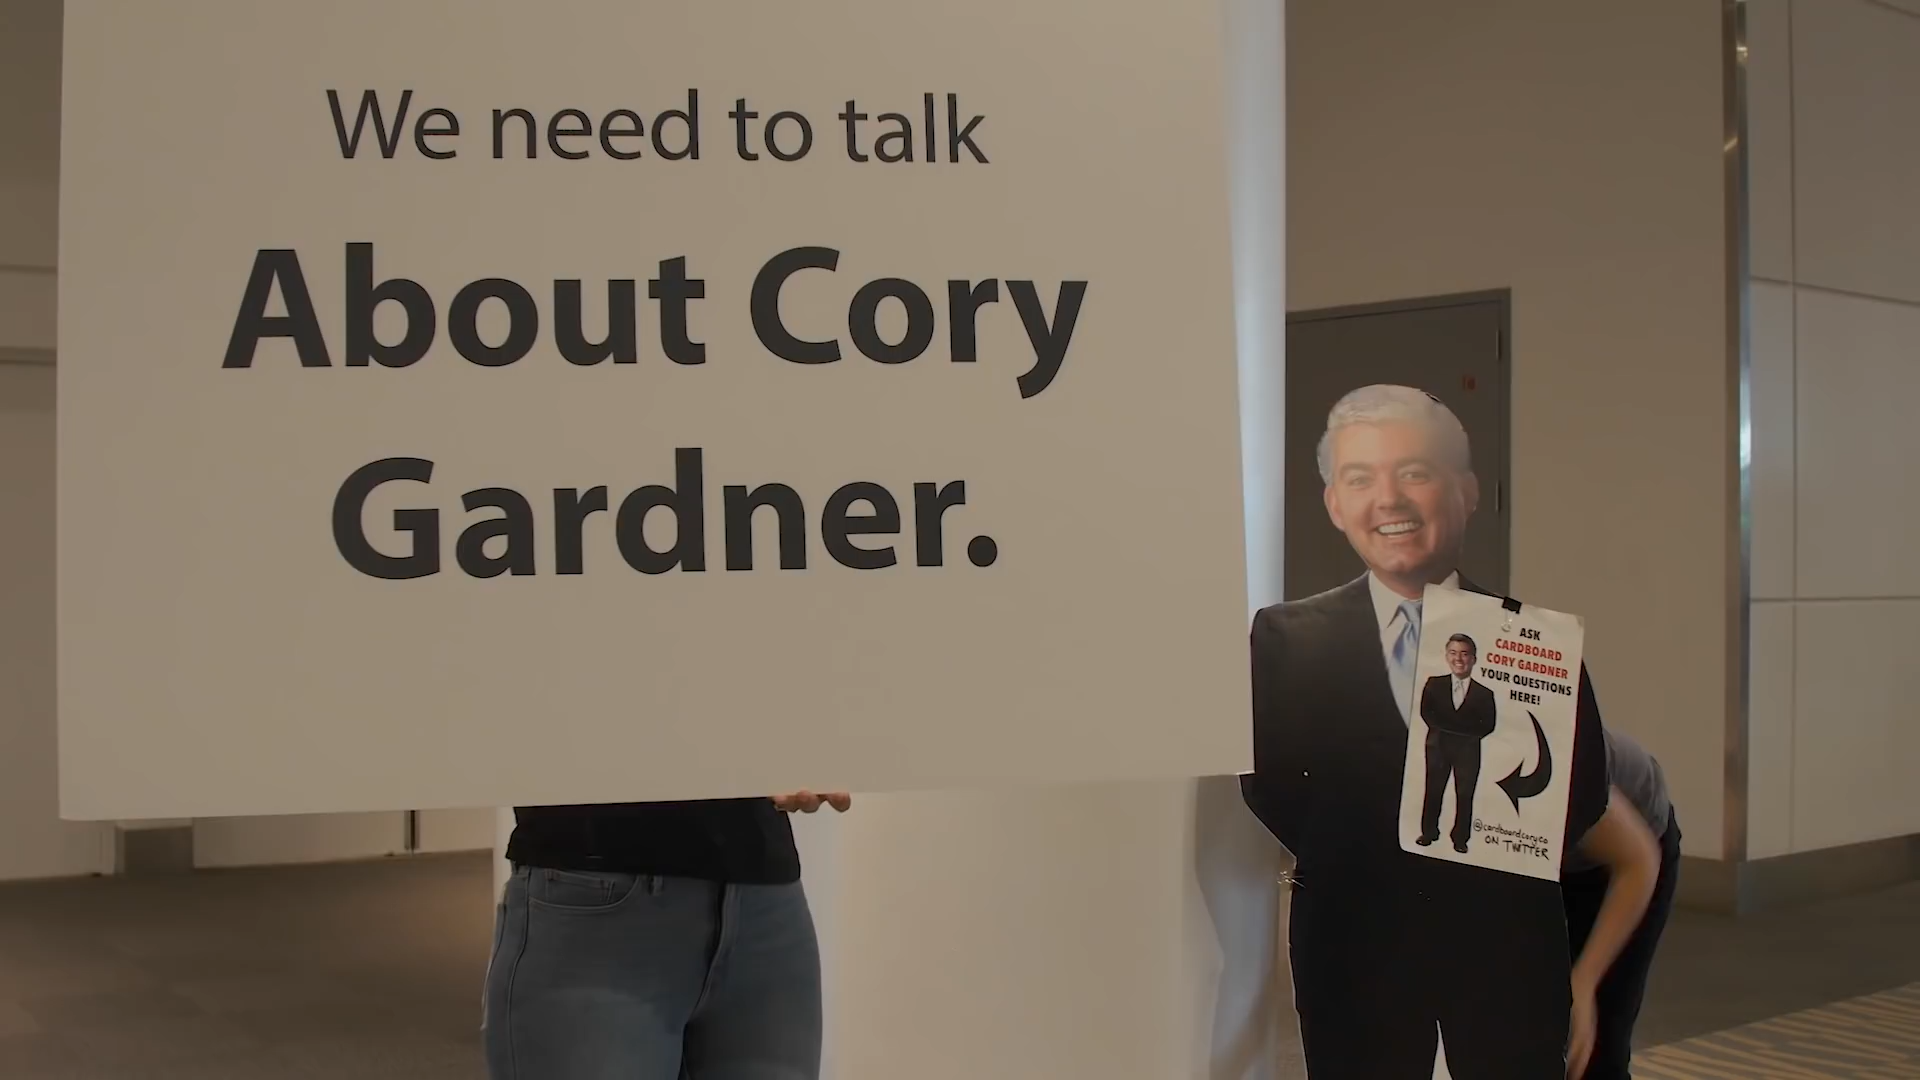 We need to talk
About Cory
Gardner.
ASK
CARDBOARD
CORY GARDNER
YOUR QUESTIONS
HERE!
@cardboardcoryco
ON TWITTER